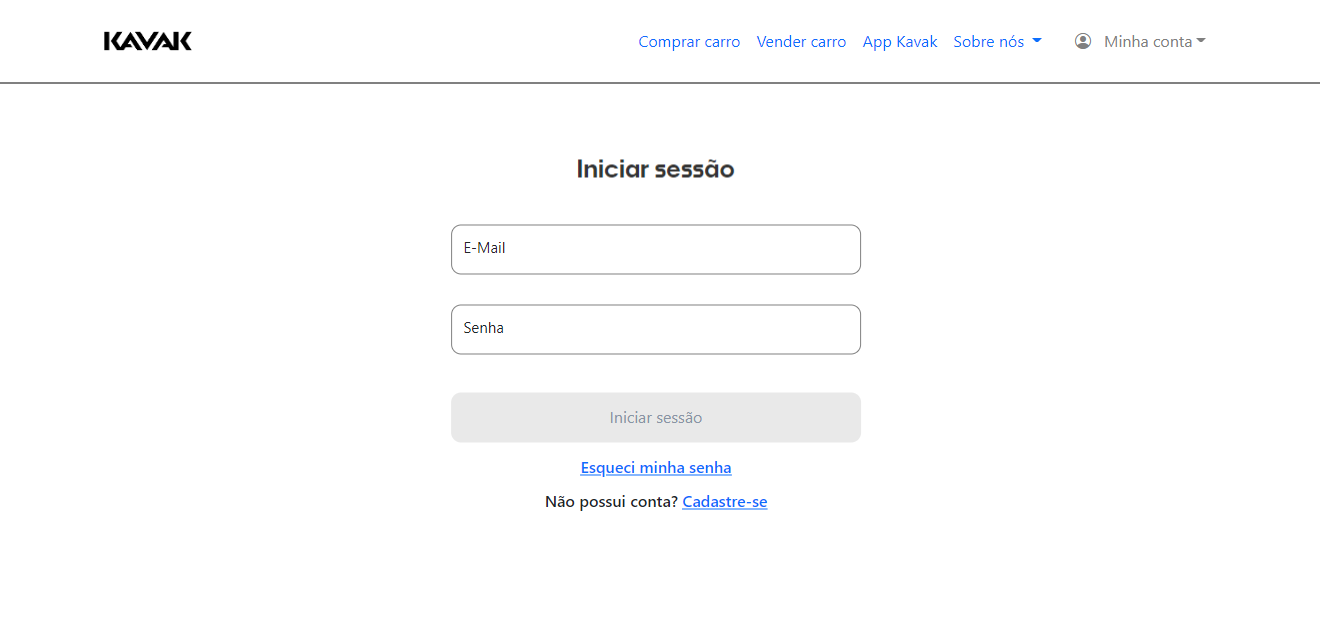 KAVAK
Comprar carro Vender carro App Kavak Sobre nós Minha conta
Iniciar sessão
E-Mail
Senha
Iniciar sessão
Esqueci minha senha
Não possui conta? Cadastre-se